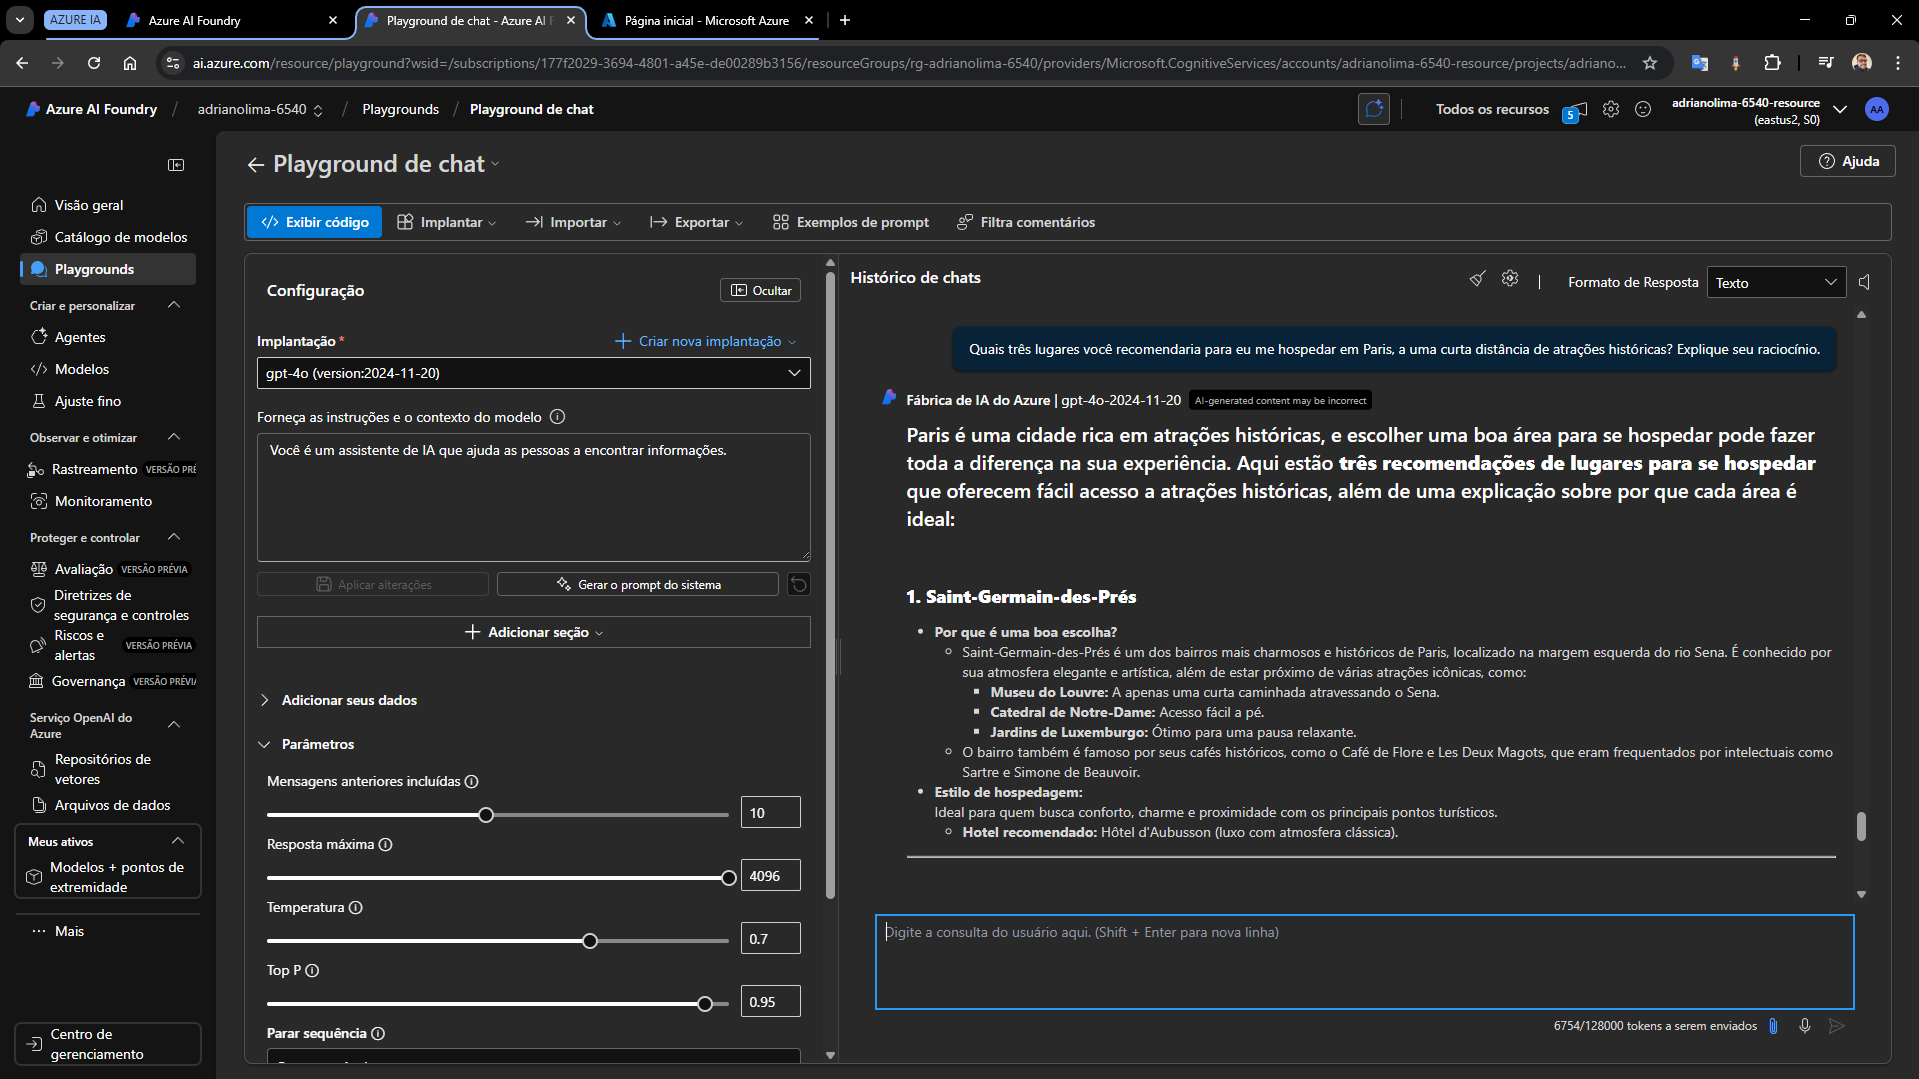 AZURE IA
Azure AI Foundry
Playground de chat - Azure AI F
Página inicial - Microsoft Azure
ai.azure.com/resource/playground?wsid=/subscriptions/177f2029-3694-4801-a45e-de00289b3156/resourceGroups/rg-adrianolima-6540/providers/Microsoft.CognitiveServices/accounts/adrianolima-6540-resource/projects/adriano...
Azure AI Foundry / adrianolima-6540 / Playgrounds / Playground de chat
Todos os recursos
5
adrianolima-6540-resource
(eastus2, S0)
AA
Playground de chat
Ajuda
Visão geral
Catálogo de modelos
Playgrounds
Criar e personalizar
Agentes
Modelos
Ajuste fino
Observar e otimizar
Rastreamento VERSÃO PRÉ
Monitoramento
Proteger e controlar
Avaliação VERSÃO PRÉVIA
Diretrizes de
segurança e controles
Riscos e
alertas VERSÃO PRÉVIA
Governança VERSÃO PRÉVIA
Serviço OpenAI do
Azure
Repositórios de
vetores
Arquivos de dados
Meus ativos
Modelos + pontos de
extremidade
Mais
Centro de
gerenciamento
Exibir código
Implantar
Importar
Exportar
Exemplos de prompt
Filtra comentários
Configuração
Ocultar
Implantação *
Criar nova implantação
gpt-4o (version:2024-11-20)
Forneça as instruções e o contexto do modelo
Você é um assistente de IA que ajuda as pessoas a encontrar informações.
Aplicar alterações
Gerar o prompt do sistema
Adicionar seção
Adicionar seus dados
Parâmetros
Mensagens anteriores incluídas
10
Resposta máxima
4096
Temperatura
0.7
Top P
0.95
Parar sequência
Histórico de chats
Formato de Resposta
Texto
Quais três lugares você recomendaria para eu me hospedar em Paris, a uma curta distância de atrações históricas? Explique seu raciocínio.
Fábrica de IA do Azure | gpt-4o-2024-11-20 AI-generated content may be incorrect
Paris é uma cidade rica em atrações históricas, e escolher uma boa área para se hospedar pode fazer
toda a diferença na sua experiência. Aqui estão três recomendações de lugares para se hospedar
que oferecem fácil acesso a atrações históricas, além de uma explicação sobre por que cada área é
ideal:
1. Saint-Germain-des-Prés
• Por que é uma boa escolha?
Saint-Germain-des-Prés é um dos bairros mais charmosos e históricos de Paris, localizado na margem esquerda do rio Sena. É conhecido por
sua atmosfera elegante e artística, além de estar próximo de várias atrações icônicas, como:
Museu do Louvre: A apenas uma curta caminhada atravessando o Sena.
Catedral de Notre-Dame: Acesso fácil a pé.
Jardins de Luxemburgo: Ótimo para uma pausa relaxante.
O bairro também é famoso por seus cafés históricos, como o Café de Flore e Les Deux Magots, que eram frequentados por intelectuais como
Sartre e Simone de Beauvoir.
• Estilo de hospedagem:
Ideal para quem busca conforto, charme e proximidade com os principais pontos turísticos.
Hotel recomendado: Hôtel d'Aubusson (luxo com atmosfera clássica).
Digite a consulta do usuário aqui. (Shift + Enter para nova linha)
6754/128000 tokens a serem enviados